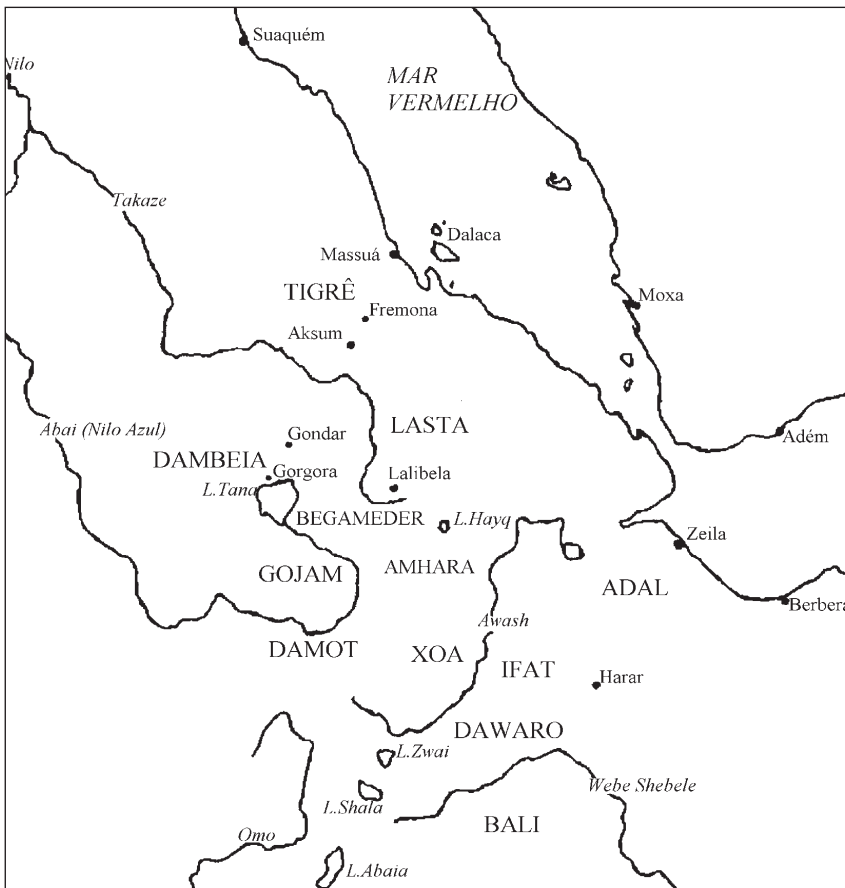 Suaquém
Nilo
MAR
VERMELHO
Takaze
Dalaca
Massuá
TIGRÊ
Moxa
Fremona
Aksum
Abai (Nilo Azul)
LASTA
Adém
Gondar
DAMBEIA
Gorgora
Lalibela
L.Tana
BEGAMEDER
L.Hayq
Zeila
GOJAM
AMHARA
ADAL
Berbera
Awash
DAMOT
XOA
IFAT
Harar
DAWARO
L.Zwai
Webe Shebele
L.Shala
BALI
Omo
L.Abaia